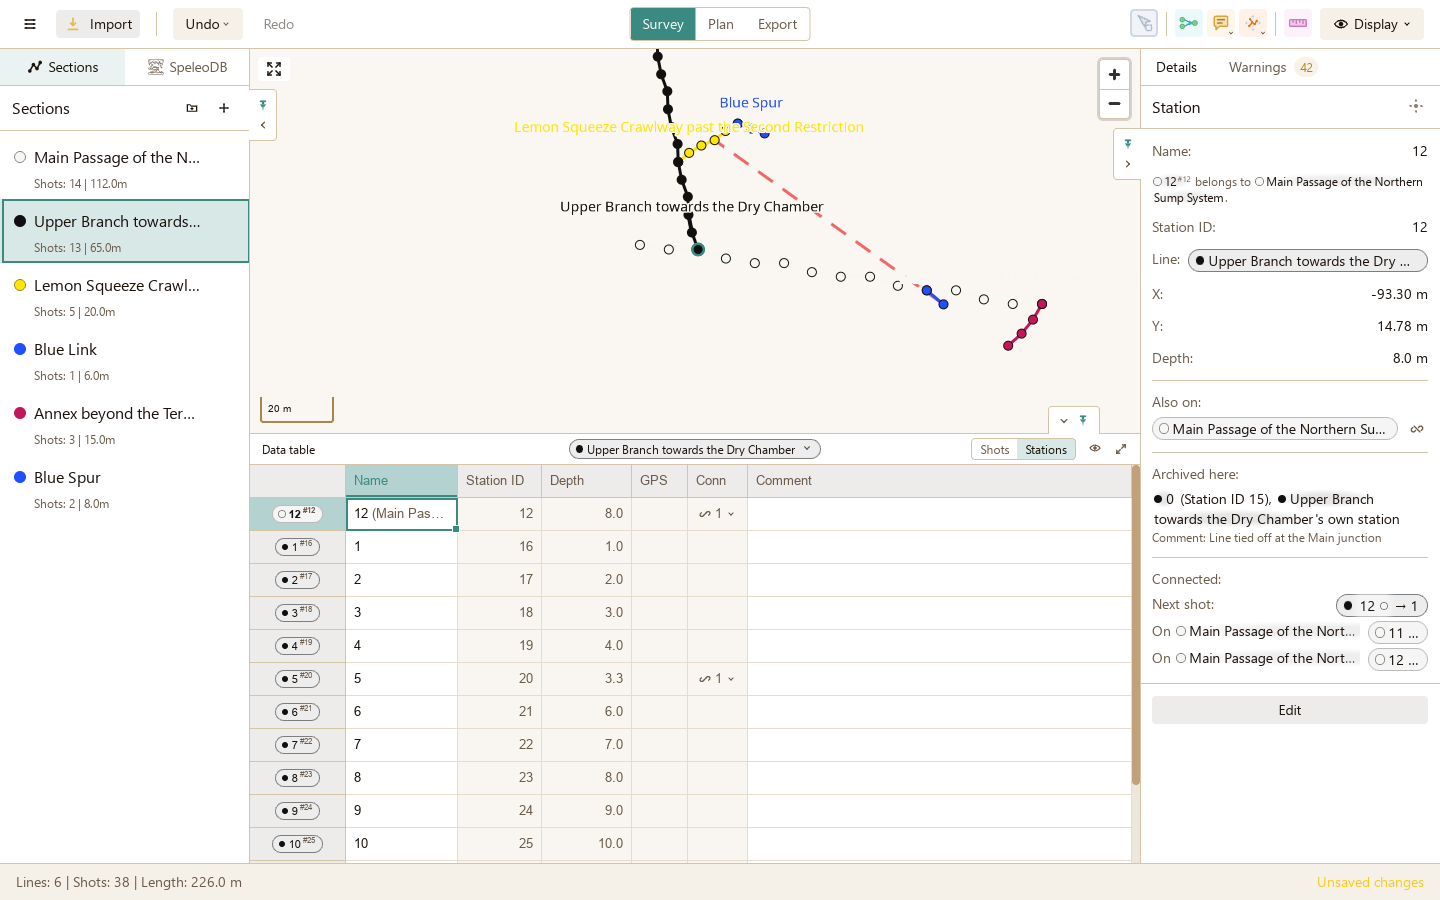 Import
Undo
Redo
Survey
Plan
Export
Display
Sections
SpeleoDB
Details
Warnings 42
Sections
Main Passage of the N...
Shots: 14 | 112.0m
Upper Branch towards...
Shots: 13 | 65.0m
Lemon Squeeze Crawl...
Shots: 5 | 20.0m
Blue Link
Shots: 1 | 6.0m
Annex beyond the Ter...
Shots: 3 | 15.0m
Blue Spur
Shots: 2 | 8.0m
Blue Spur
Lemon Squeeze Crawlway past the Second Restriction
Upper Branch towards the Dry Chamber
20 m
Data table
Upper Branch towards the Dry Chamber
Shots
Stations
Name Station ID Depth GPS Conn Comment
12 #12 12 (Main Pas... 12 8.0 1
1 #16 1 16 1.0
2 #17 2 17 2.0
3 #18 3 18 3.0
4 #19 4 19 4.0
5 #20 5 20 3.3 1
6 #21 6 21 6.0
7 #22 7 22 7.0
8 #23 8 23 8.0
9 #24 9 24 9.0
10 #25 10 25 10.0
Station
Name: 12
12 #12 belongs to Main Passage of the Northern
Sump System.
Station ID: 12
Line: Upper Branch towards the Dry ...
X: -93.30 m
Y: 14.78 m
Depth: 8.0 m
Also on:
Main Passage of the Northern Su...
Archived here:
0 (Station ID 15), Upper Branch
towards the Dry Chamber's own station
Comment: Line tied off at the Main junction
Connected:
Next shot: 12 → 1
On Main Passage of the Nort... 11 ...
On Main Passage of the Nort... 12 ...
Edit
Lines: 6 | Shots: 38 | Length: 226.0 m
Unsaved changes